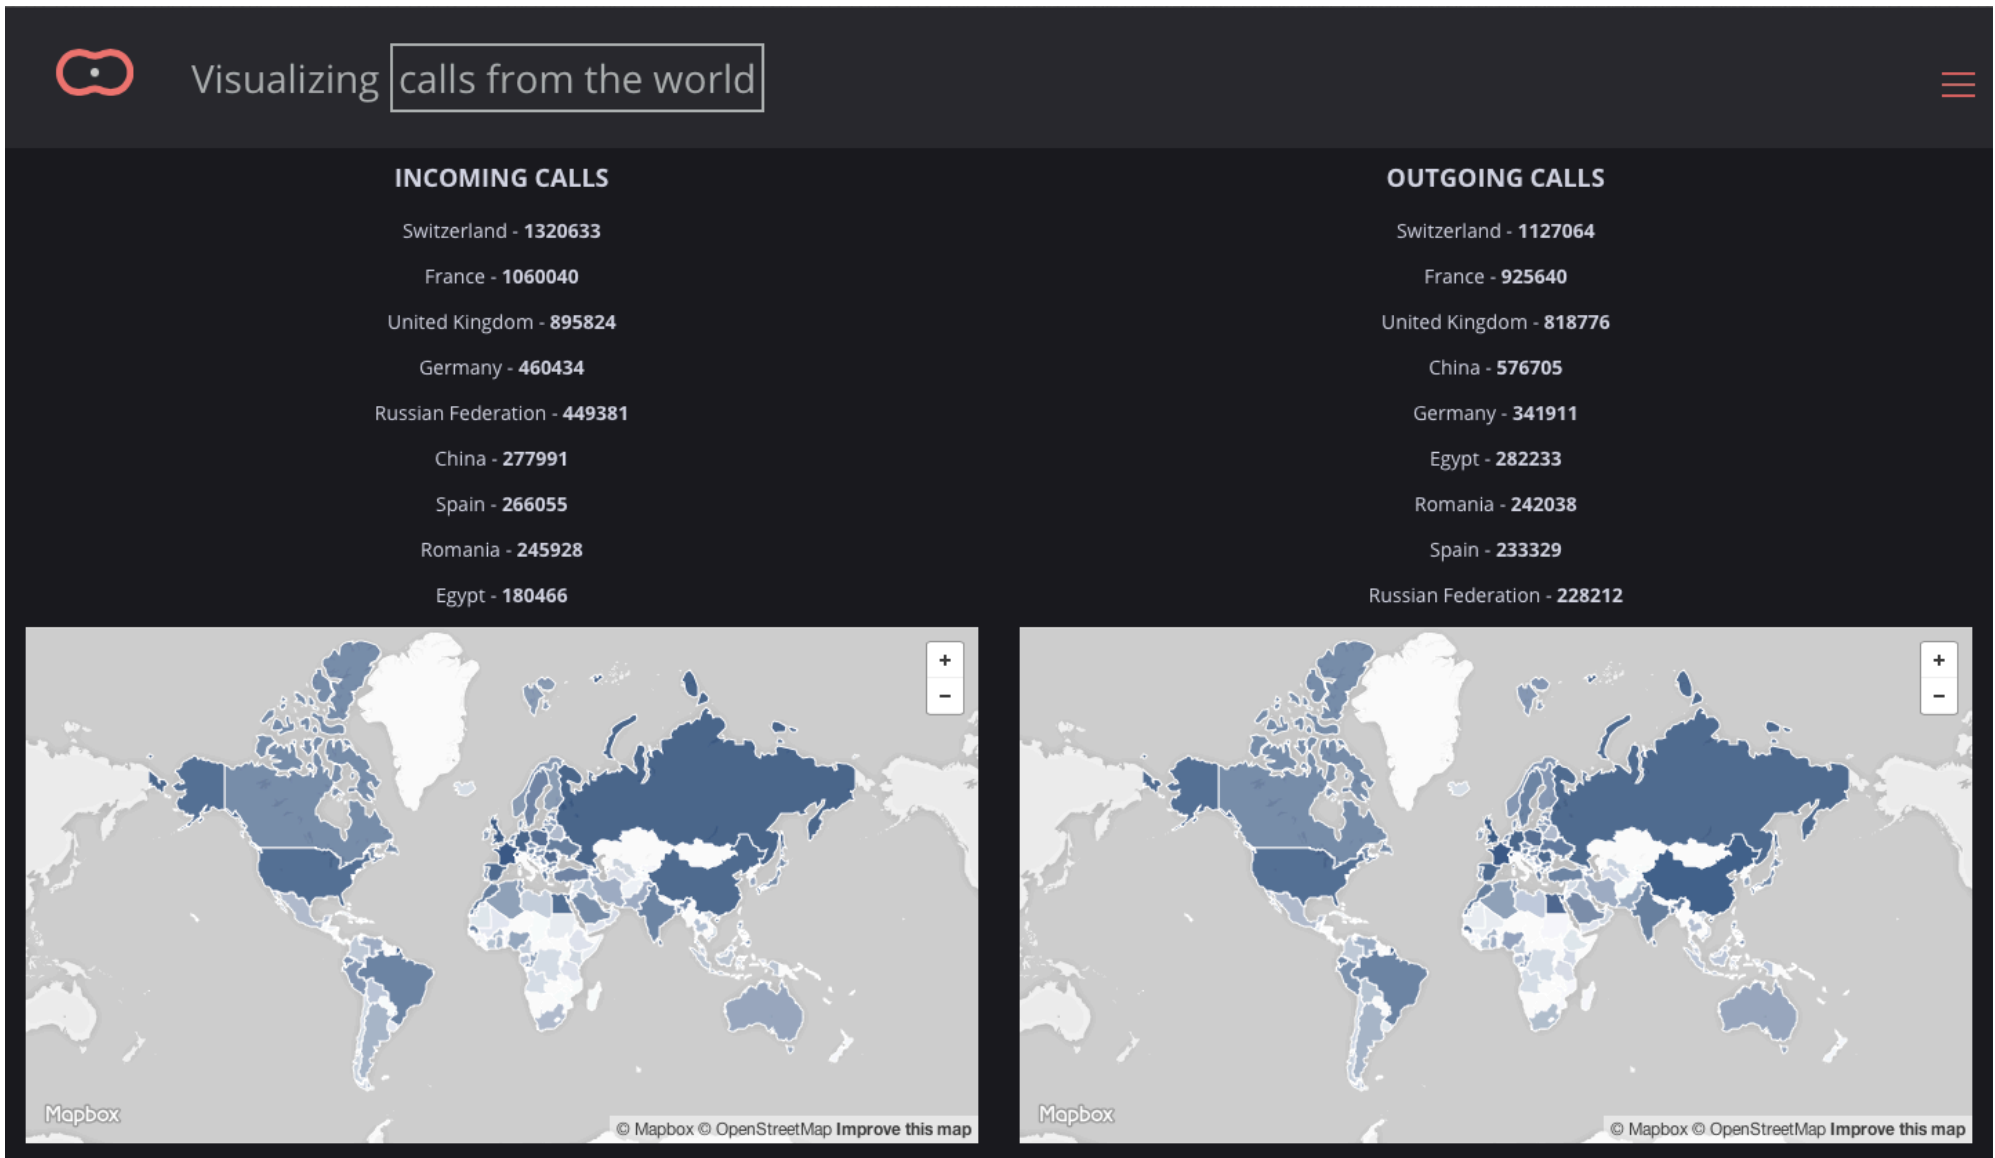 Visualizing calls from the world
INCOMING CALLS
Switzerland - 1320633
France - 1060040
United Kingdom - 895824
Germany - 460434
Russian Federation - 449381
China - 277991
Spain - 266055
Romania - 245928
Egypt - 180466
+
−
Mapbox
© Mapbox © OpenStreetMap Improve this map
OUTGOING CALLS
Switzerland - 1127064
France - 925640
United Kingdom - 818776
China - 576705
Germany - 341911
Egypt - 282233
Romania - 242038
Spain - 233329
Russian Federation - 228212
+
−
Mapbox
© Mapbox © OpenStreetMap Improve this map